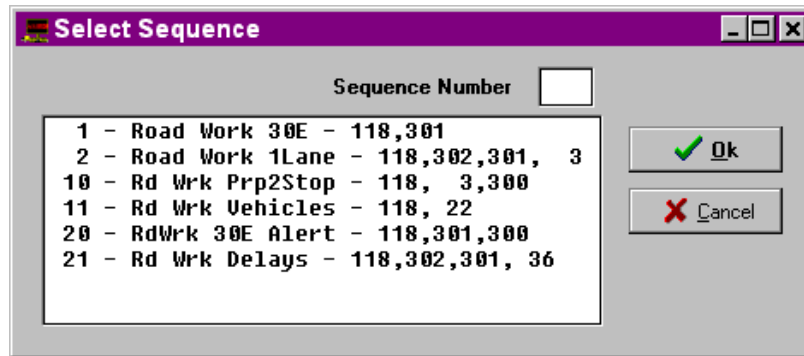 Select Sequence
Sequence Number
1 - Road Work 30E - 118,301
2 - Road Work 1Lane - 118,302,301,  3
10 - Rd Wrk Prp2Stop - 118,  3,300
11 - Rd Wrk Vehicles - 118, 22
20 - RdWrk 30E Alert - 118,301,300
21 - Rd Wrk Delays - 118,302,301, 36
Ok
Cancel